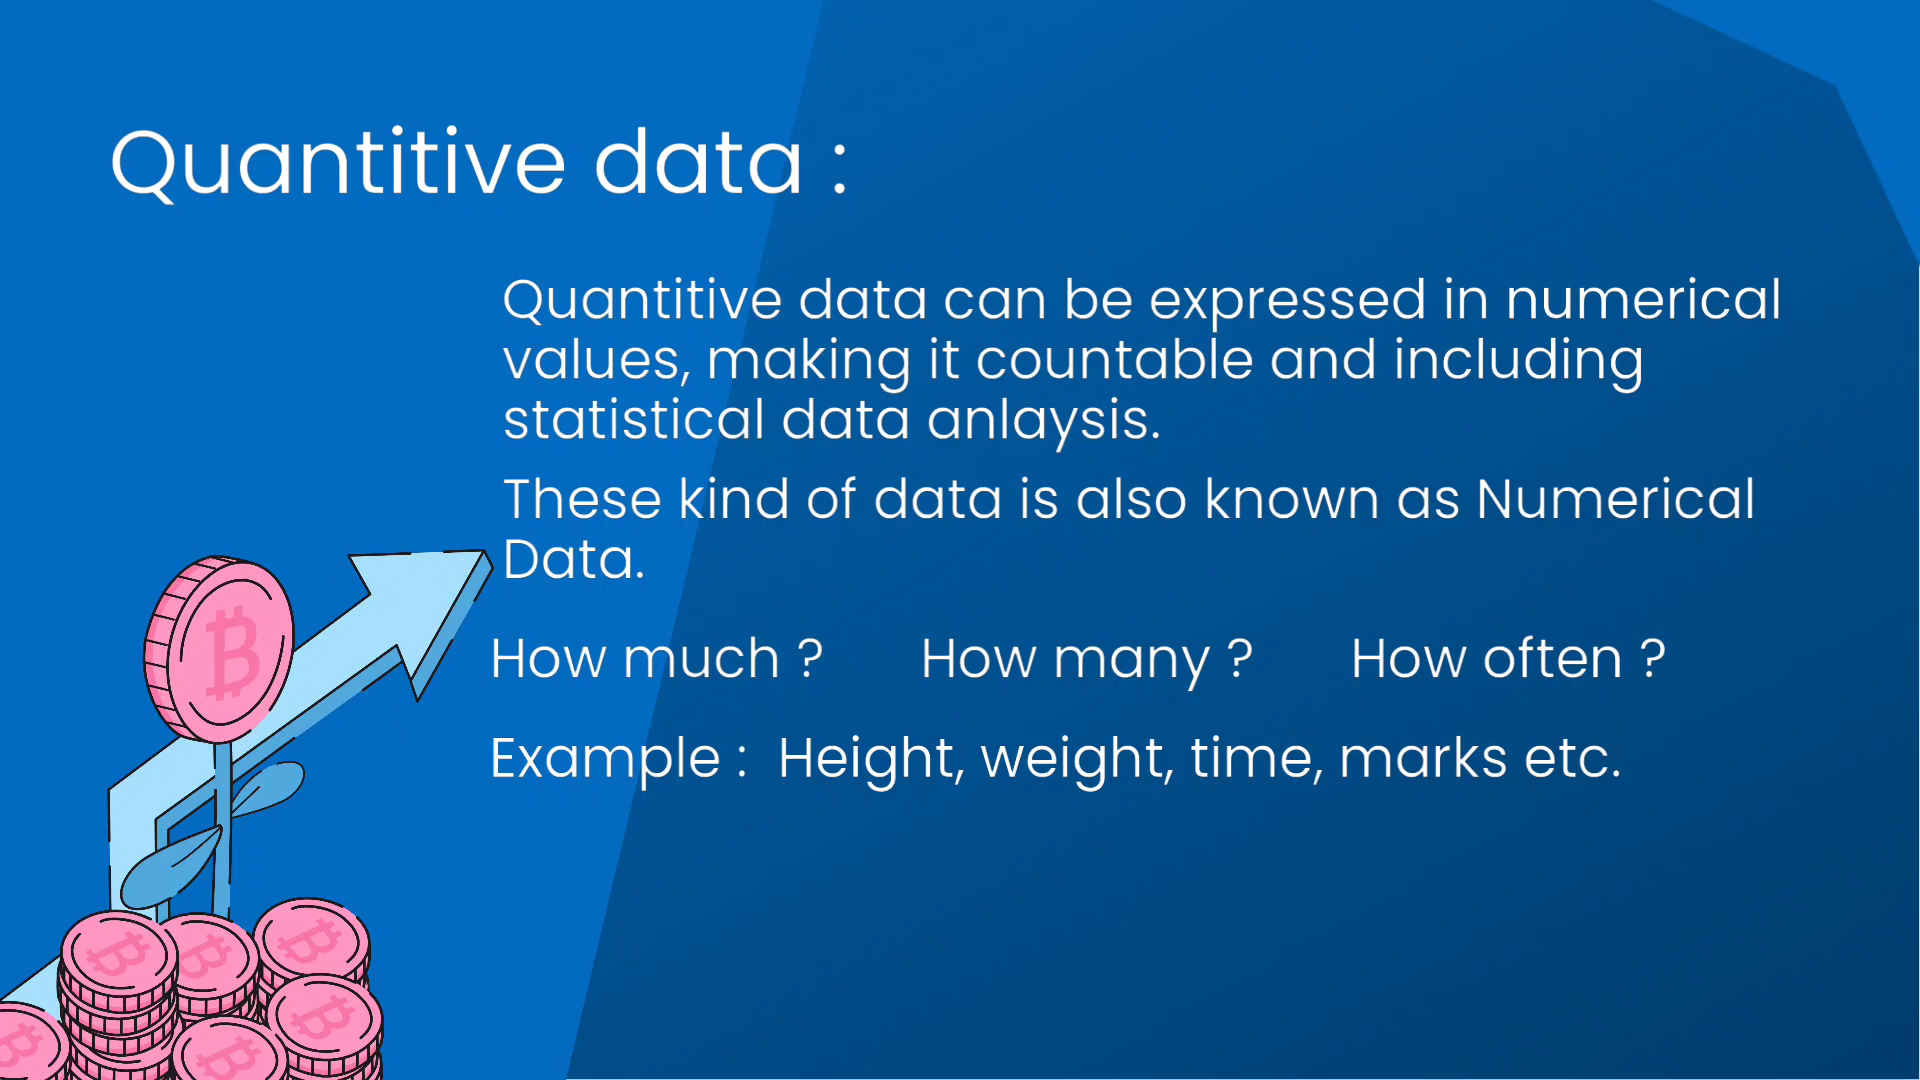 Quantitive data :
Quantitive data can be expressed in numerical
values, making it countable and including
statistical data anlaysis.
These kind of data is also known as Numerical
Data.
How much ? How many ? How often ?
Example : Height, weight, time, marks etc.